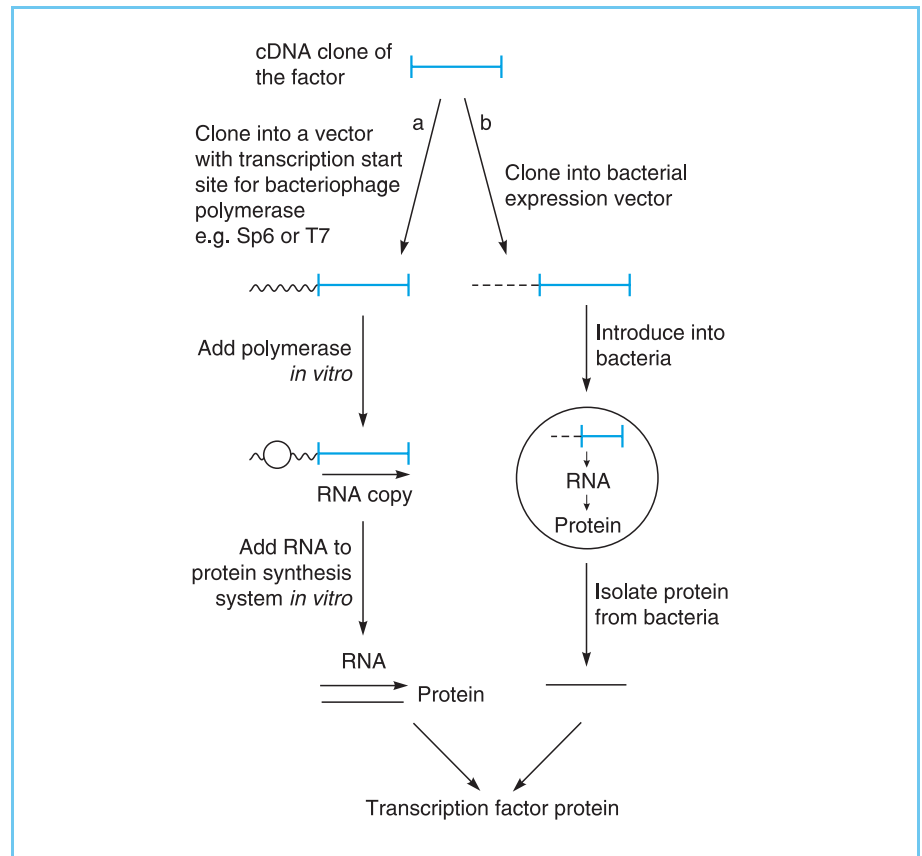 cDNA clone of
the factor
a
b
Clone into a vector
with transcription start
site for bacteriophage
polymerase
e.g. Sp6 or T7
Clone into bacterial
expression vector
Add polymerase
in vitro
Introduce into
bacteria
RNA copy
RNA
Protein
Add RNA to
protein synthesis
system in vitro
Isolate protein
from bacteria
RNA
Protein
Transcription factor protein